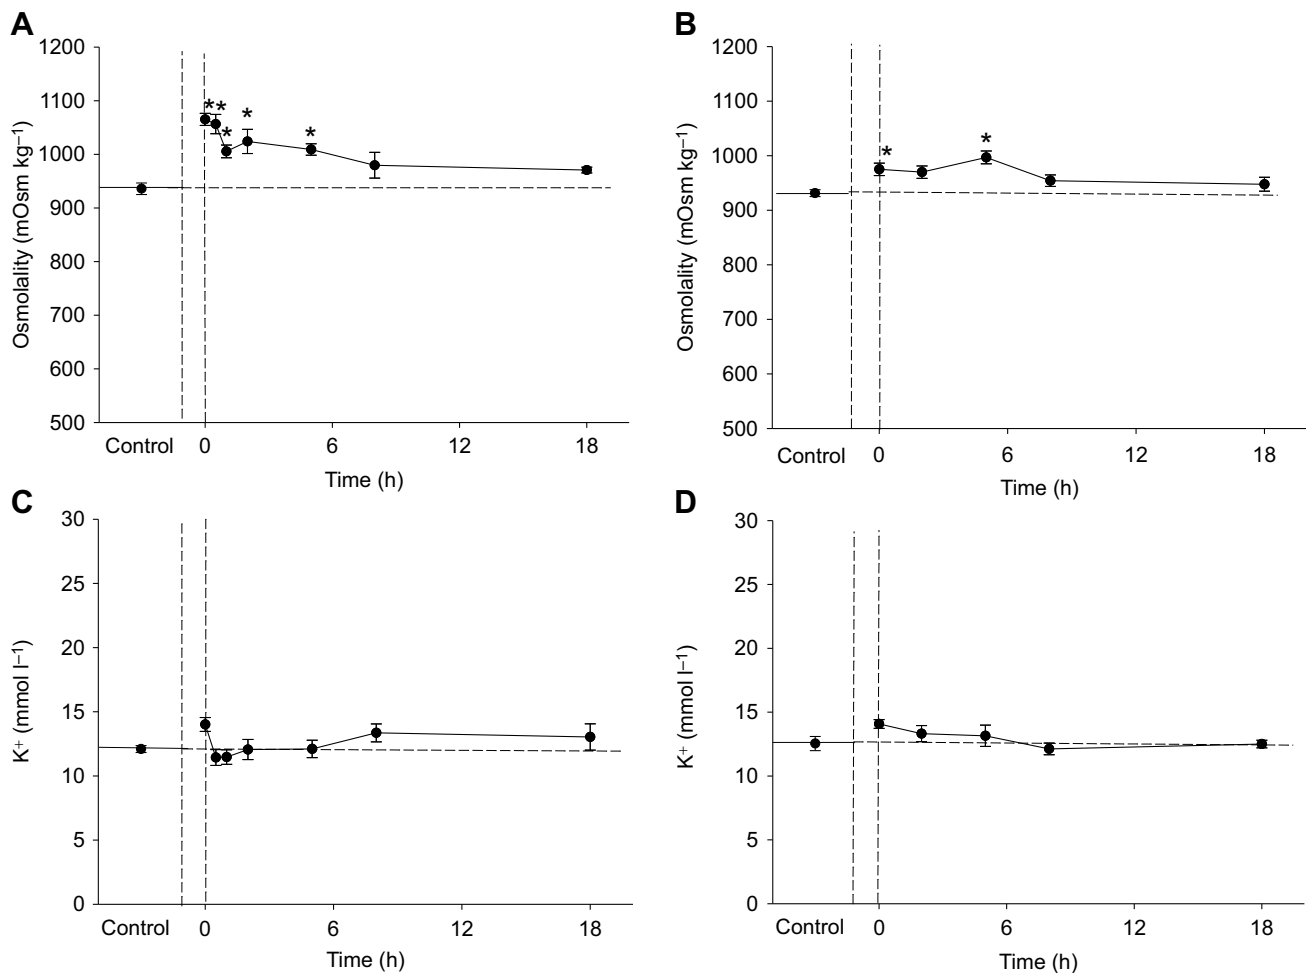 A
Osmolality (mOsm kg–1)
1200
1100
1000
900
800
700
600
500
* *
*
*
*
Control 0 6 12 18
Time (h)
B
Osmolality (mOsm kg–1)
1200
1100
1000
900
800
700
600
500
*
*
Control 0 6 12 18
Time (h)
C
K+ (mmol l–1)
30
25
20
15
10
5
0
Control 0 6 12 18
Time (h)
D
K+ (mmol l–1)
30
25
20
15
10
5
0
Control 0 6 12 18
Time (h)